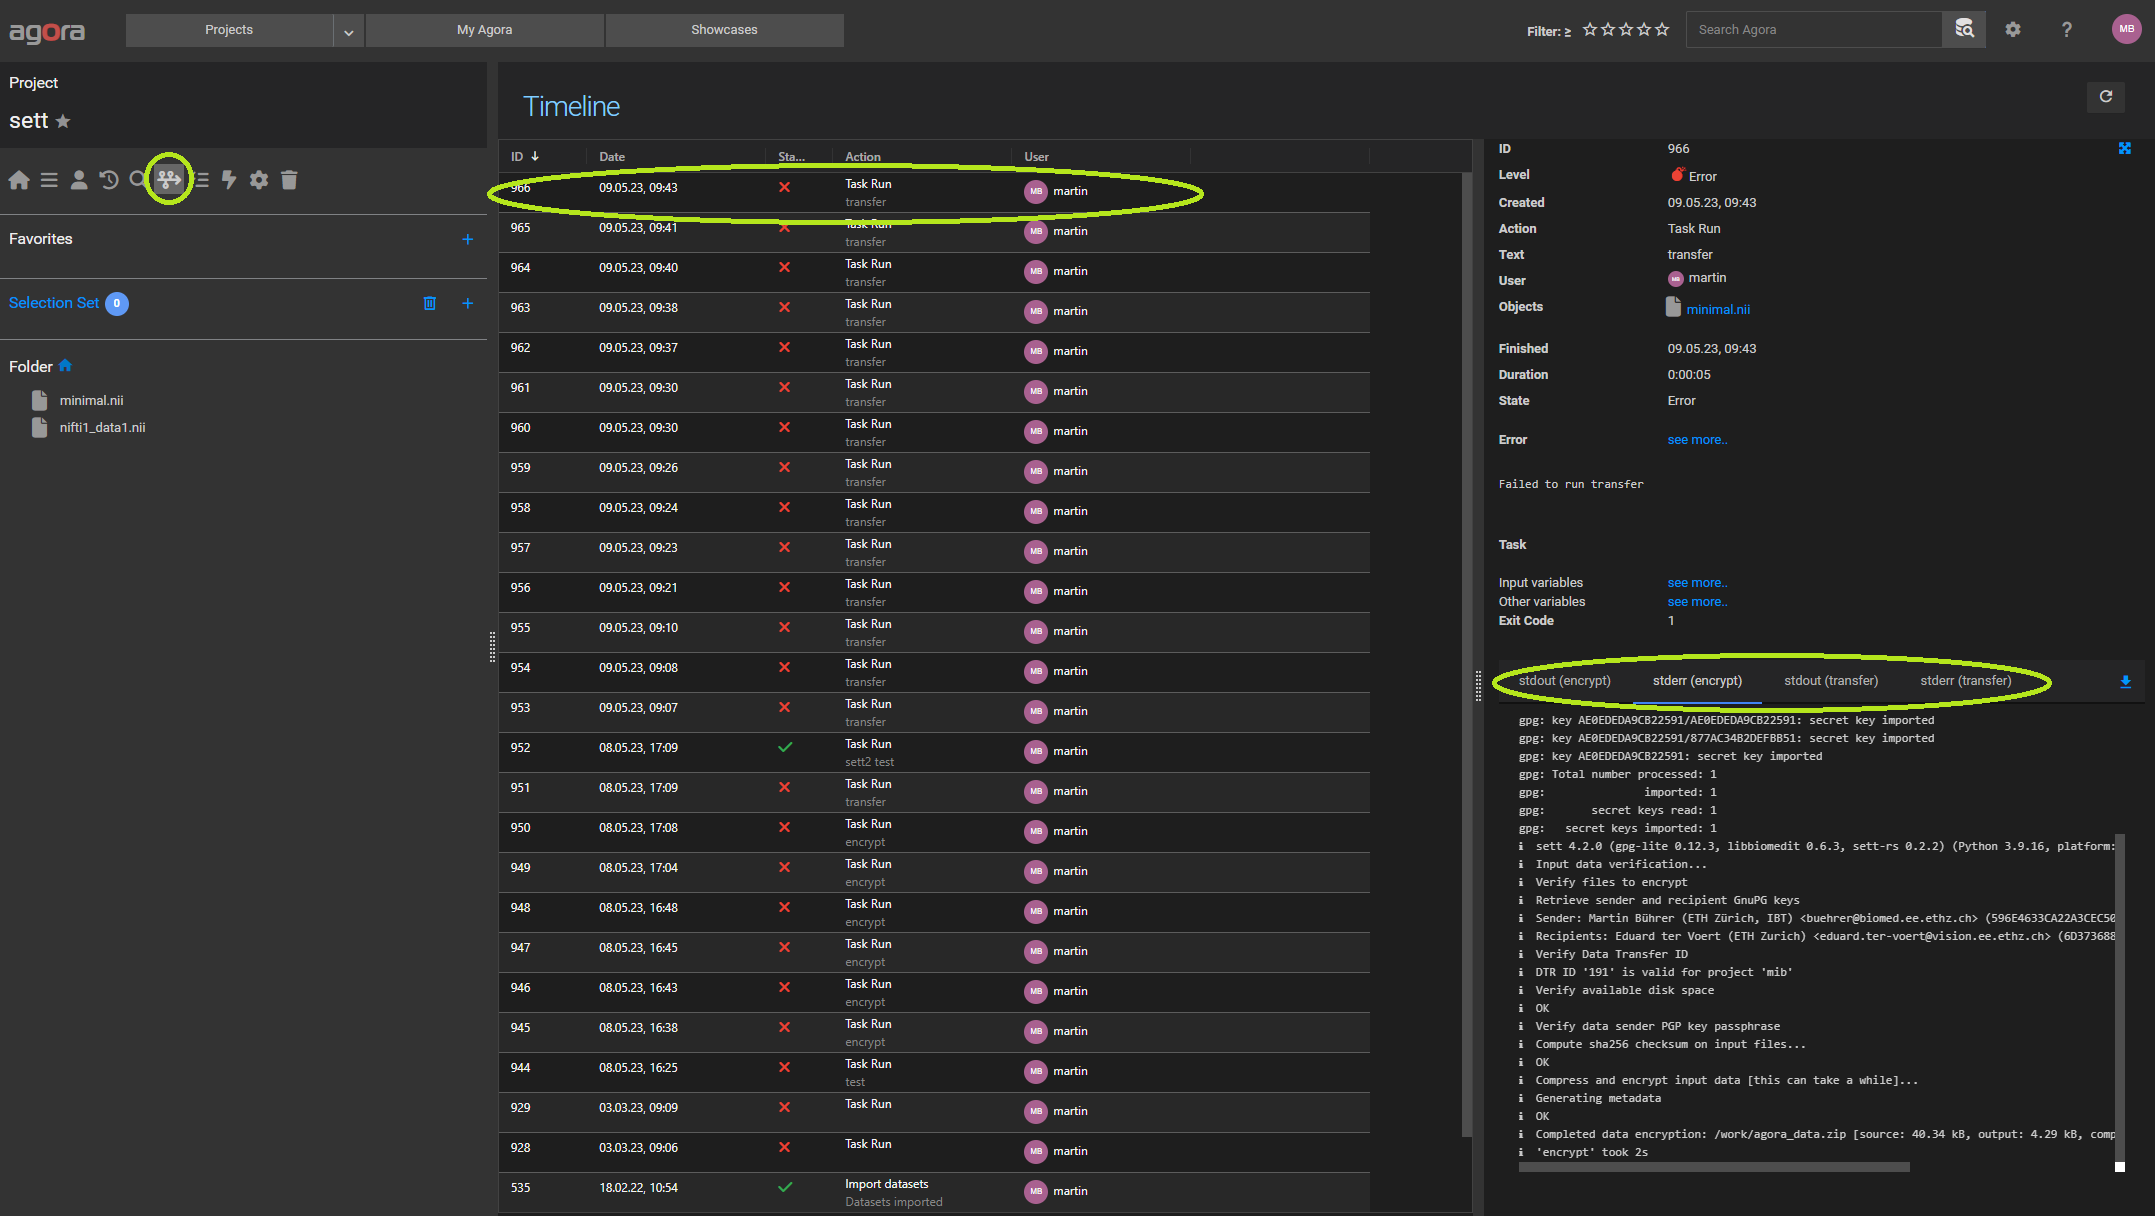 agora
Projects
My Agora
Showcases
Filter: ≥
Search Agora
?
MB
Project
sett
Favorites
Selection Set 0
Folder
minimal.nii
nifti1_data1.nii
Timeline
ID Date Sta... Action User
966 09.05.23, 09:43 Task Run MB martin
transfer
965 09.05.23, 09:41 Task Run MB martin
transfer
964 09.05.23, 09:40 Task Run MB martin
transfer
963 09.05.23, 09:38 Task Run MB martin
transfer
962 09.05.23, 09:37 Task Run MB martin
transfer
961 09.05.23, 09:30 Task Run MB martin
transfer
960 09.05.23, 09:30 Task Run MB martin
transfer
959 09.05.23, 09:26 Task Run MB martin
transfer
958 09.05.23, 09:24 Task Run MB martin
transfer
957 09.05.23, 09:23 Task Run MB martin
transfer
956 09.05.23, 09:21 Task Run MB martin
transfer
955 09.05.23, 09:10 Task Run MB martin
transfer
954 09.05.23, 09:08 Task Run MB martin
transfer
953 09.05.23, 09:07 Task Run MB martin
transfer
952 08.05.23, 17:09 Task Run MB martin
sett2 test
951 08.05.23, 17:09 Task Run MB martin
transfer
950 08.05.23, 17:08 Task Run MB martin
encrypt
949 08.05.23, 17:04 Task Run MB martin
encrypt
948 08.05.23, 16:48 Task Run MB martin
encrypt
947 08.05.23, 16:45 Task Run MB martin
encrypt
946 08.05.23, 16:43 Task Run MB martin
encrypt
945 08.05.23, 16:38 Task Run MB martin
encrypt
944 08.05.23, 16:25 Task Run MB martin
test
929 03.03.23, 09:09 Task Run MB martin
928 03.03.23, 09:06 Task Run MB martin
535 18.02.22, 10:54 Import datasets MB martin
Datasets imported
ID 966
Level Error
Created 09.05.23, 09:43
Action Task Run
Text transfer
User MB martin
Objects minimal.nii
Finished 09.05.23, 09:43
Duration 0:00:05
State Error
Error see more..
Failed to run transfer
Task
Input variables see more..
Other variables see more..
Exit Code 1
stdout (encrypt) stderr (encrypt) stdout (transfer) stderr (transfer)
gpg: key AE0EDEDA9CB22591/AE0EDEDA9CB22591: secret key imported
gpg: key AE0EDEDA9CB22591/877AC34B2DEFBB51: secret key imported
gpg: key AE0EDEDA9CB22591: secret key imported
gpg: Total number processed: 1
gpg: imported: 1
gpg: secret keys read: 1
gpg: secret keys imported: 1
ℹ sett 4.2.0 (gpg-lite 0.12.3, libbiomedit 0.6.3, sett-rs 0.2.2) (Python 3.9.16, platform:
ℹ Input data verification...
ℹ Verify files to encrypt
ℹ Retrieve sender and recipient GnuPG keys
ℹ Sender: Martin Bührer (ETH Zürich, IBT) <buehrer@biomed.ee.ethz.ch> (596E4633CA22A3CEC50
ℹ Recipients: Eduard ter Voert (ETH Zurich) <eduard.ter-voert@vision.ee.ethz.ch> (6D373688
ℹ Verify Data Transfer ID
ℹ DTR ID '191' is valid for project 'mib'
ℹ Verify available disk space
ℹ OK
ℹ Verify data sender PGP key passphrase
ℹ Compute sha256 checksum on input files...
ℹ OK
ℹ Compress and encrypt input data [this can take a while]...
ℹ Generating metadata
ℹ OK
ℹ Completed data encryption: /work/agora_data.zip [source: 40.34 kB, output: 4.29 kB, comp
ℹ 'encrypt' took 2s